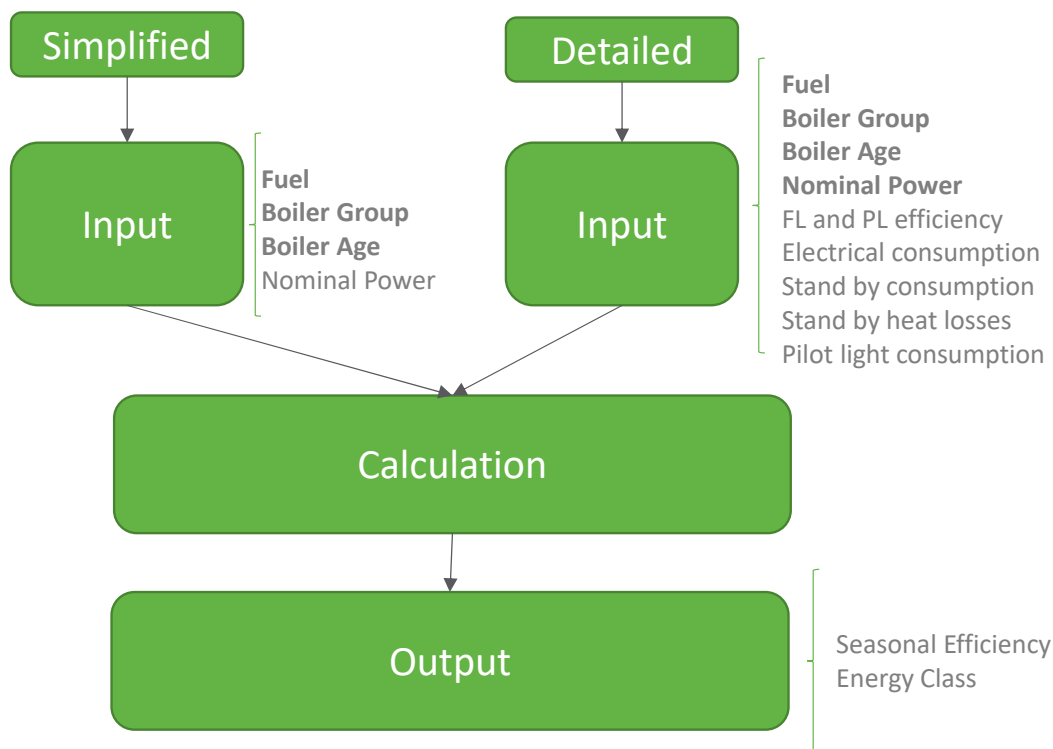 Simplified
Detailed
Input
Fuel
Boiler Group
Boiler Age
Nominal Power
Input
Fuel
Boiler Group
Boiler Age
Nominal Power
FL and PL efficiency
Electrical consumption
Stand by consumption
Stand by heat losses
Pilot light consumption
Calculation
Output
Seasonal Efficiency
Energy Class